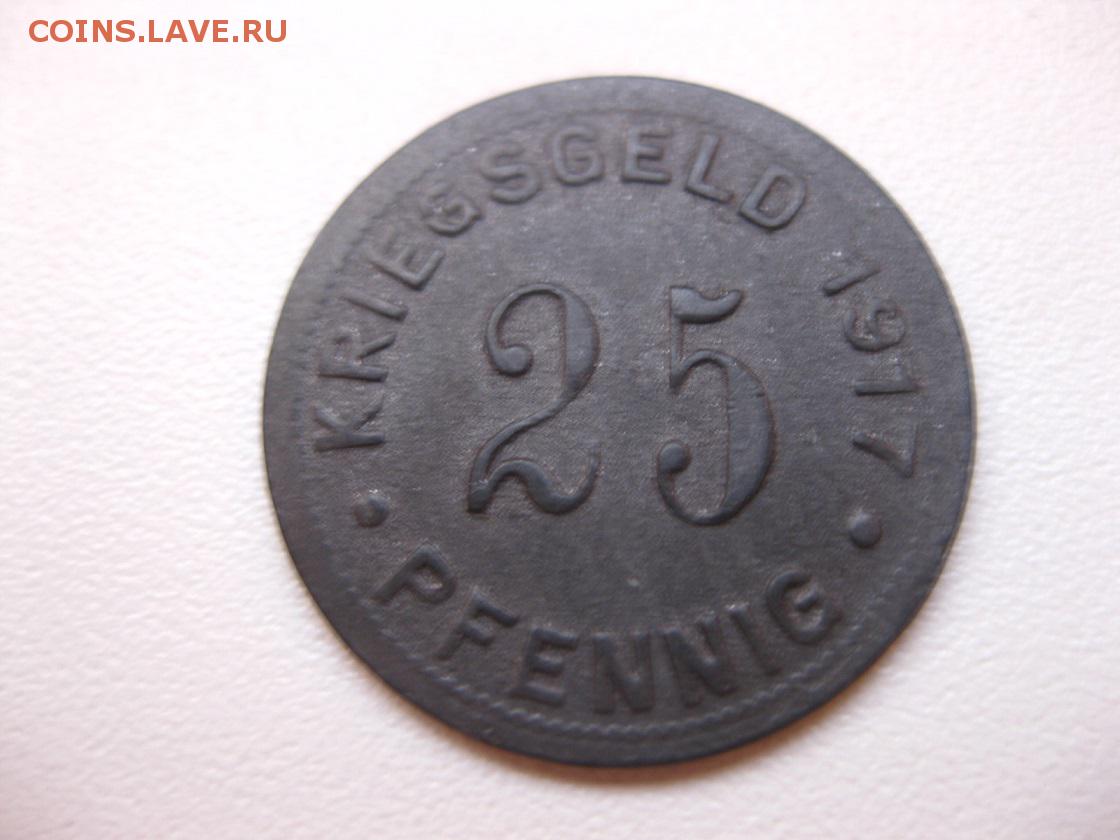 COINS.LAVE.RU
KRIEGSGELD 1917
25
PFENNIG